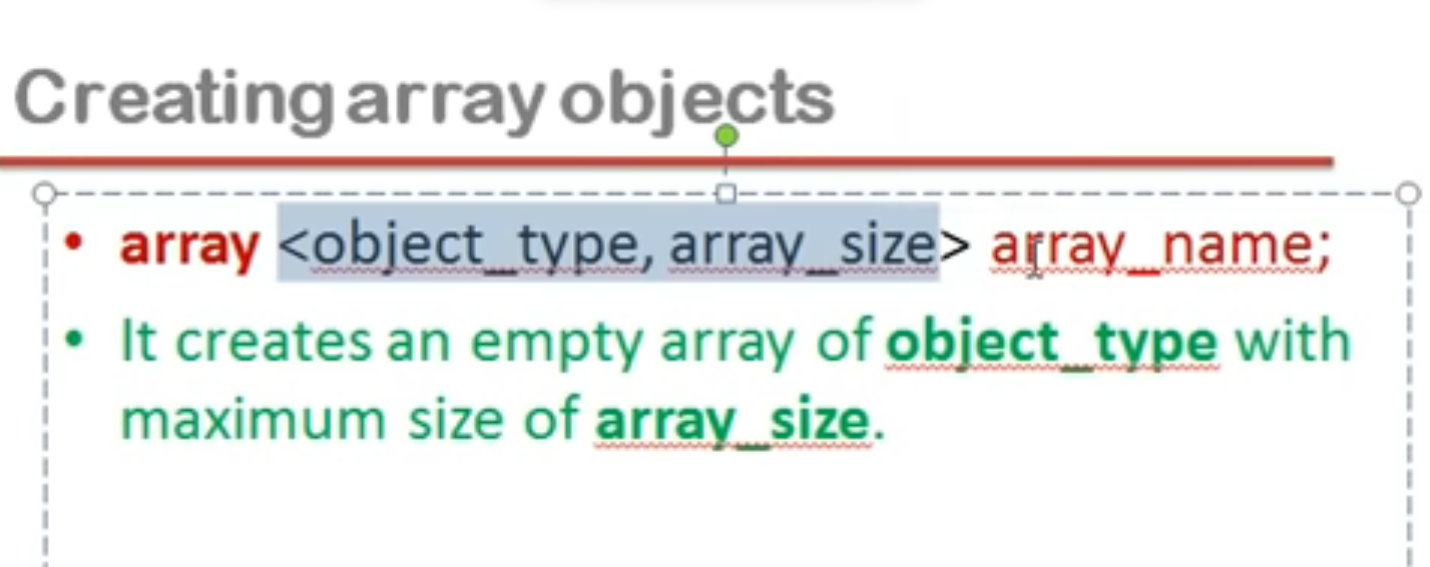 Creating array objects
• array <object_type, array_size> array_name;
• It creates an empty array of object_type with
maximum size of array_size.